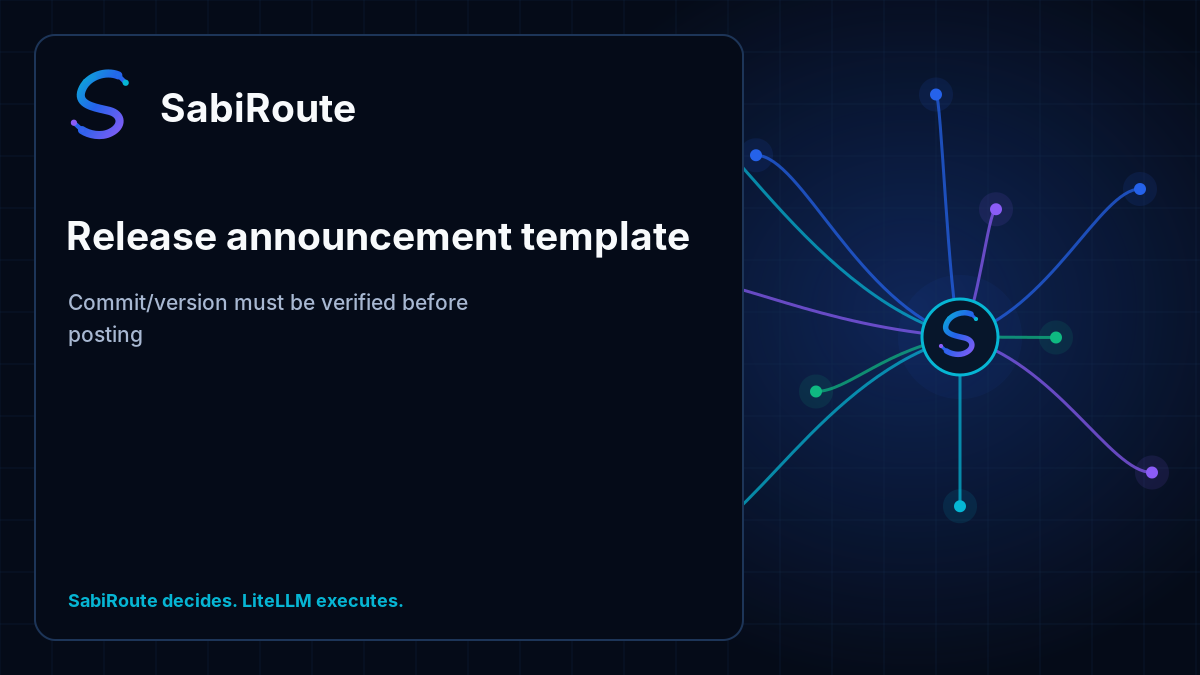 SabiRoute
Release announcement template
Commit/version must be verified before
posting
SabiRoute decides. LiteLLM executes.